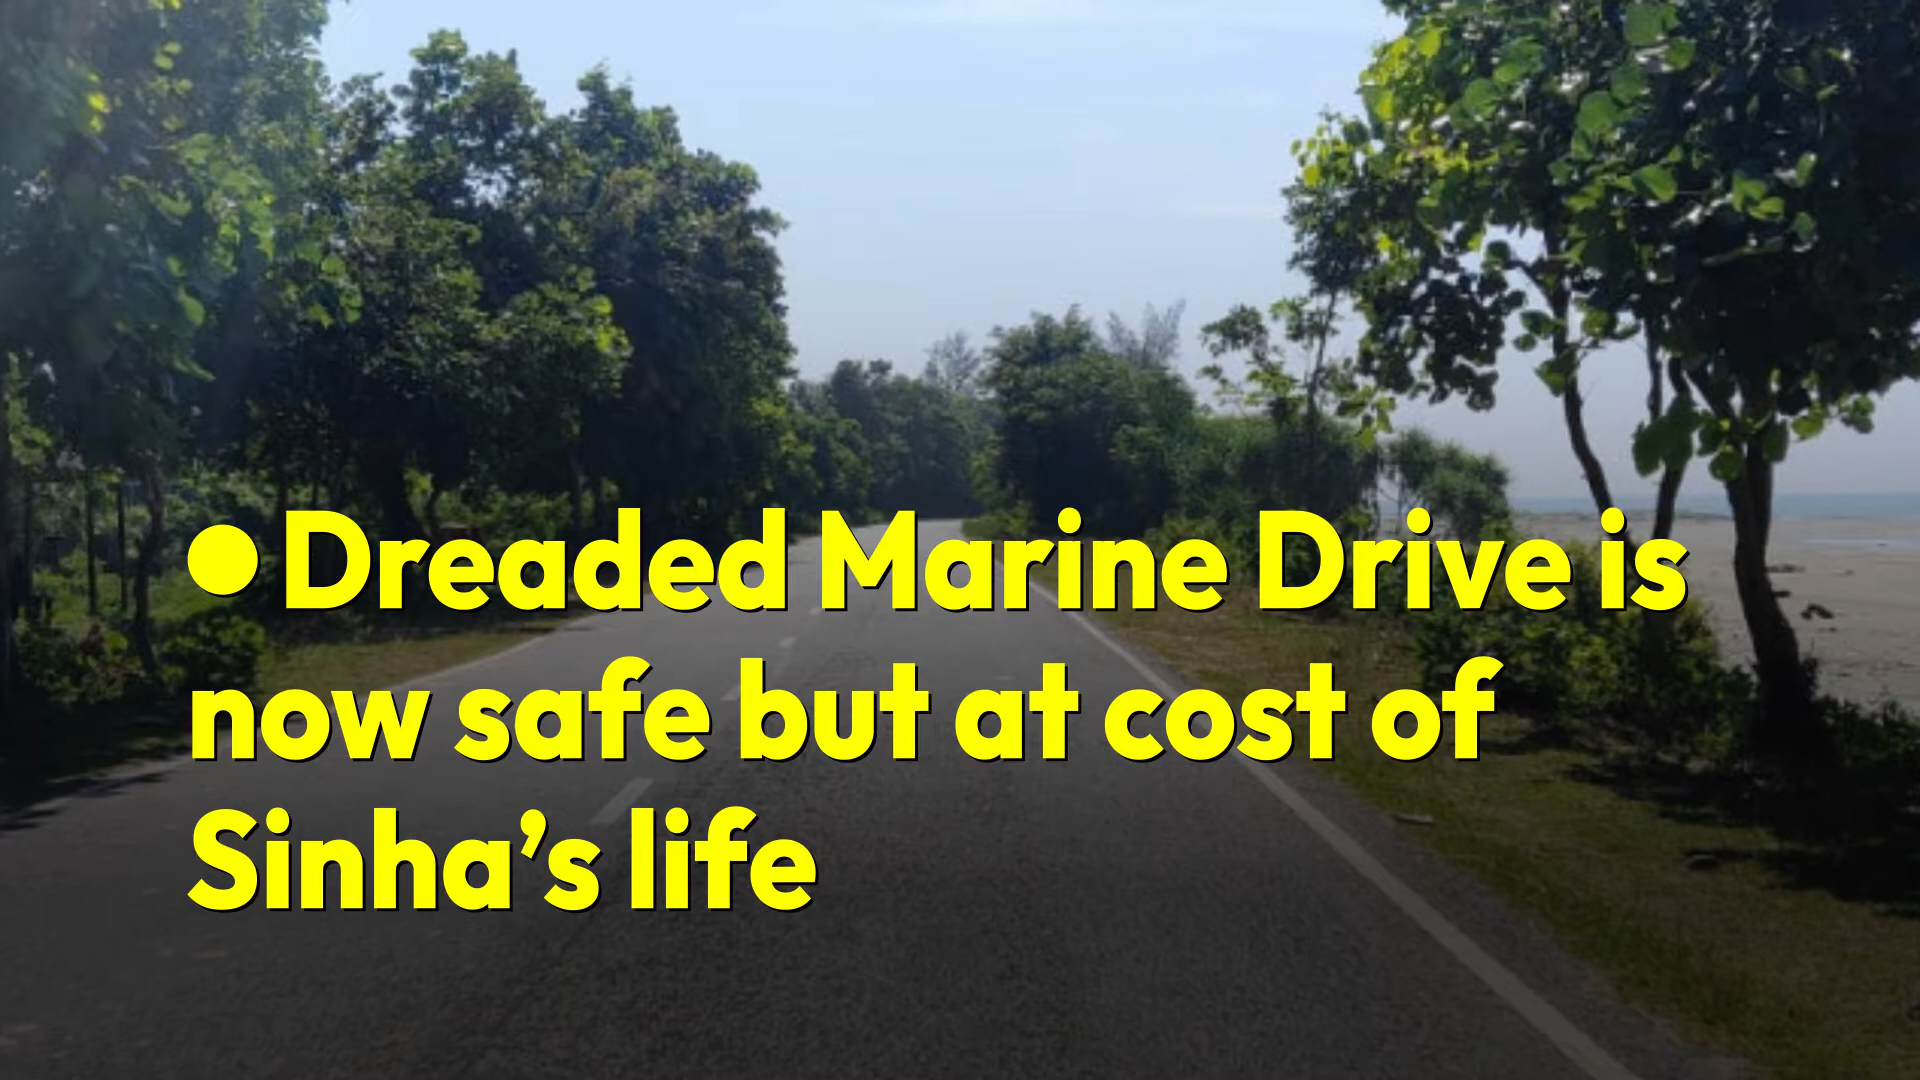 ● Dreaded Marine Drive is
now safe but at cost of
Sinha’s life